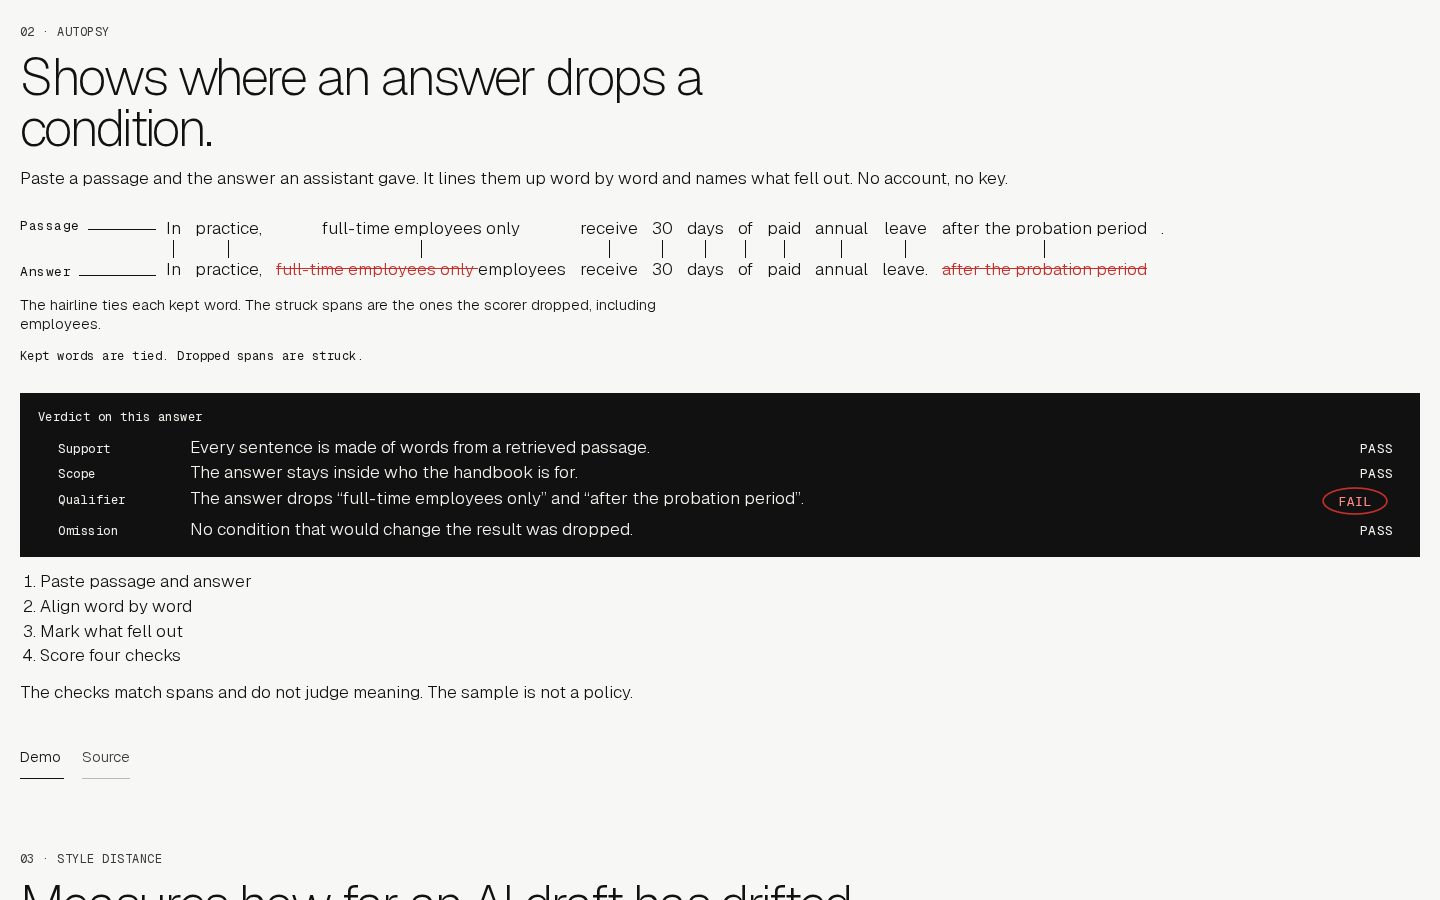 02 · AUTOPSY
Shows where an answer drops a
condition.
Paste a passage and the answer an assistant gave. It lines them up word by word and names what fell out. No account, no key.
Passage In practice, full-time employees only receive 30 days of paid annual leave after the probation period .
Answer In practice, full-time employees only employees receive 30 days of paid annual leave. after the probation period
The hairline ties each kept word. The struck spans are the ones the scorer dropped, including
employees.
Kept words are tied. Dropped spans are struck.
Verdict on this answer
Support Every sentence is made of words from a retrieved passage. PASS
Scope The answer stays inside who the handbook is for. PASS
Qualifier The answer drops “full-time employees only” and “after the probation period”. FAIL
Omission No condition that would change the result was dropped. PASS
1. Paste passage and answer
2. Align word by word
3. Mark what fell out
4. Score four checks
The checks match spans and do not judge meaning. The sample is not a policy.
Demo Source
03 · STYLE DISTANCE
Measures how far an AI draft has drifted